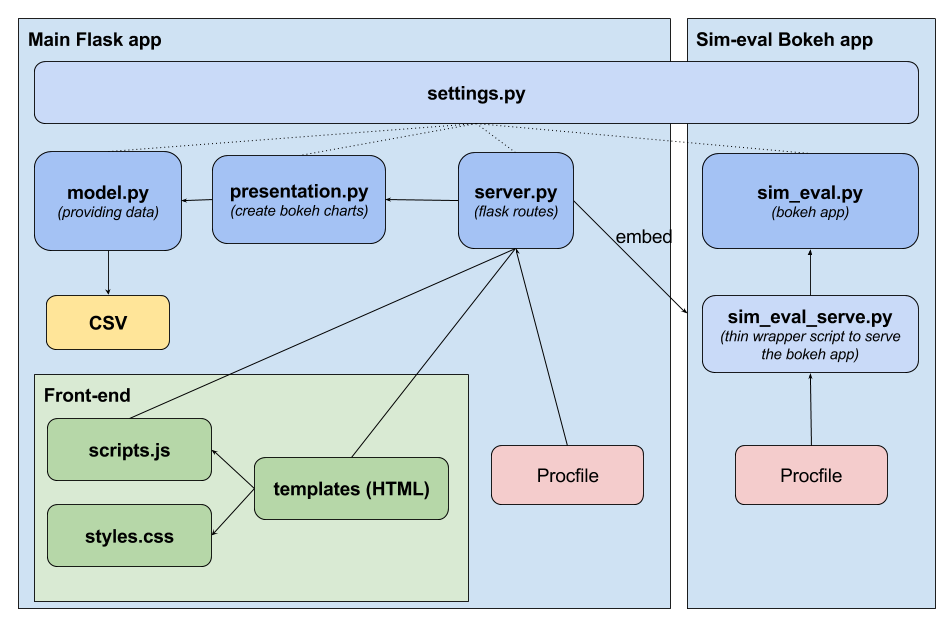 Main Flask app
Sim-eval Bokeh app
settings.py
model.py
(providing data)
presentation.py
(create bokeh charts)
server.py
(flask routes)
sim_eval.py
(bokeh app)
embed
CSV
sim_eval_serve.py
(thin wrapper script to serve
the bokeh app)
Front-end
scripts.js
templates (HTML)
styles.css
Procfile
Procfile